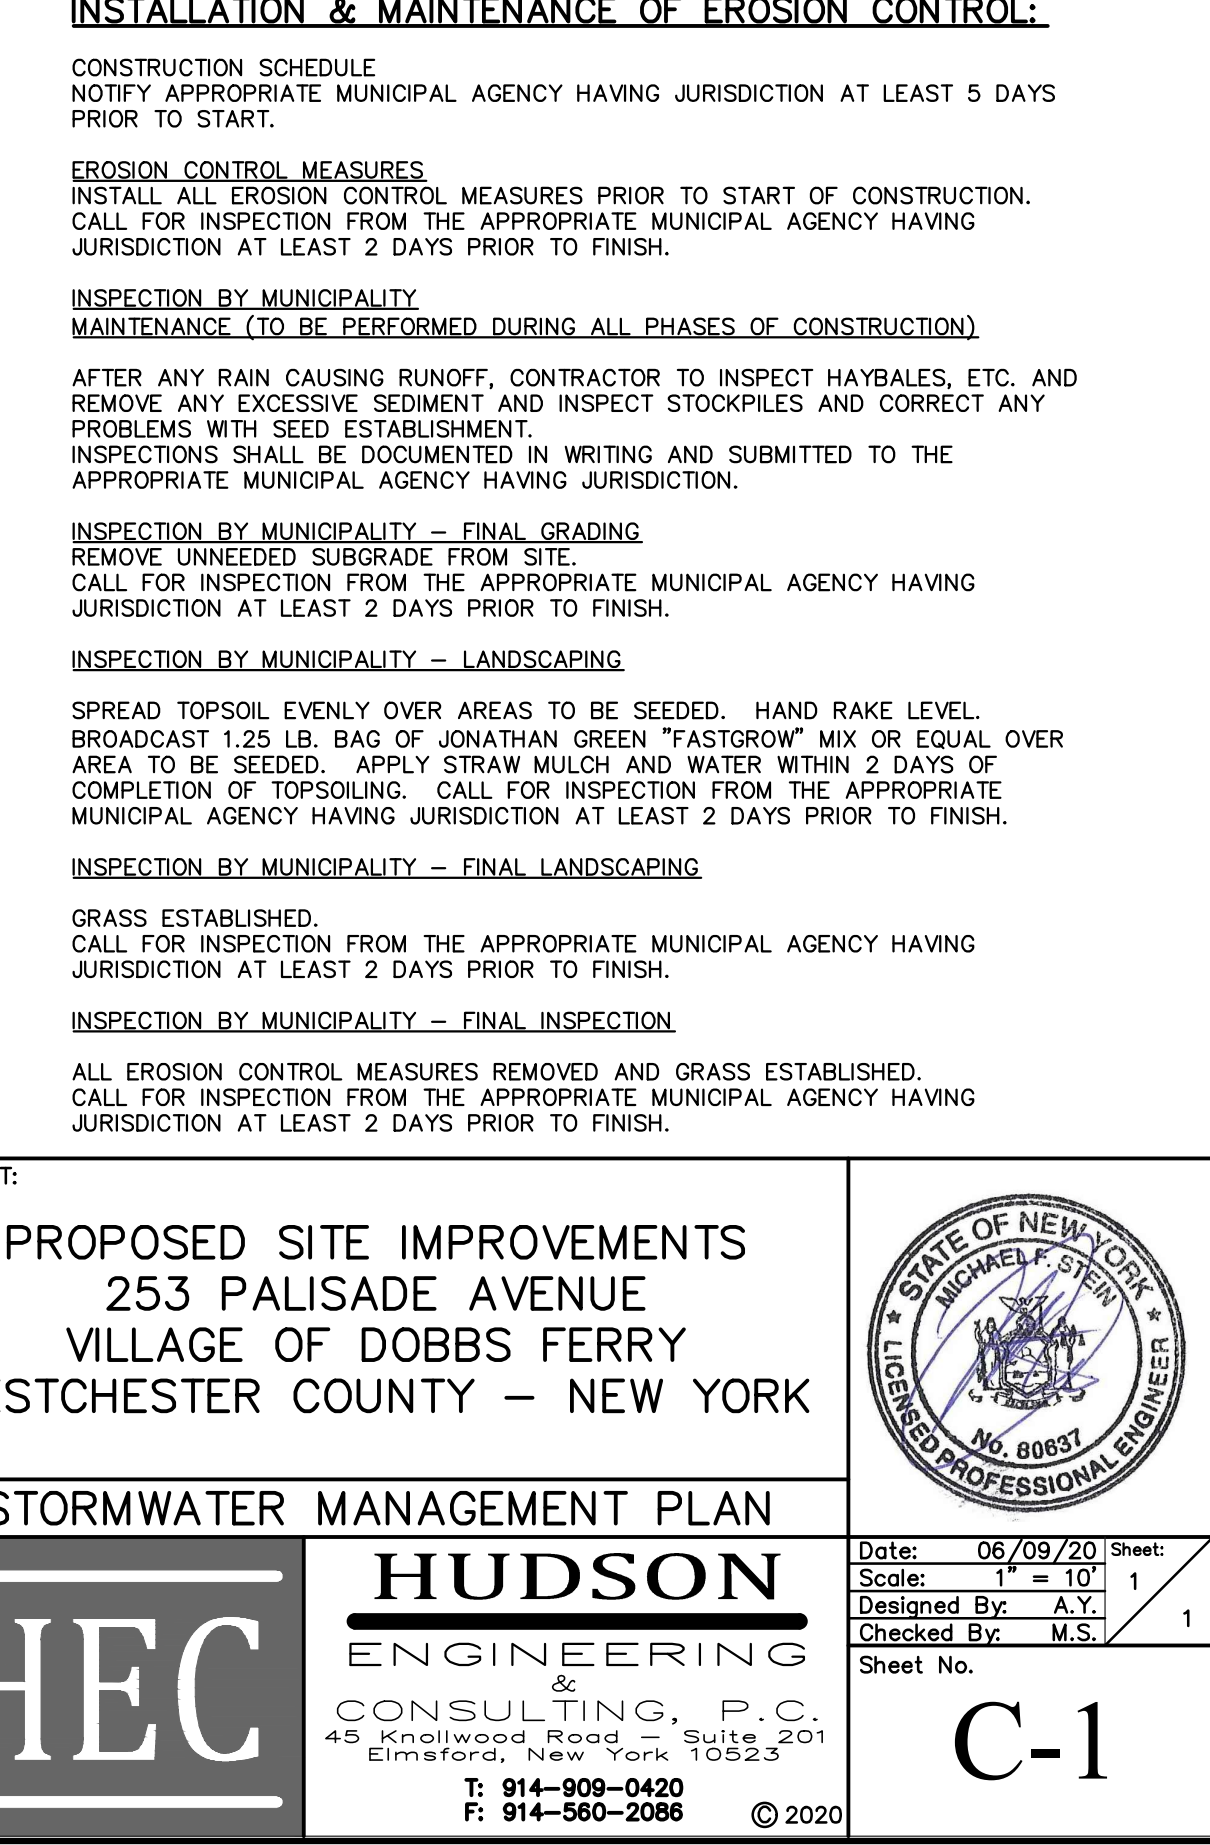 INSTALLATION & MAINTENANCE OF EROSION CONTROL:
CONSTRUCTION SCHEDULE
NOTIFY APPROPRIATE MUNICIPAL AGENCY HAVING JURISDICTION AT LEAST 5 DAYS
PRIOR TO START.
EROSION CONTROL MEASURES
INSTALL ALL EROSION CONTROL MEASURES PRIOR TO START OF CONSTRUCTION.
CALL FOR INSPECTION FROM THE APPROPRIATE MUNICIPAL AGENCY HAVING
JURISDICTION AT LEAST 2 DAYS PRIOR TO FINISH.
INSPECTION BY MUNICIPALITY
MAINTENANCE (TO BE PERFORMED DURING ALL PHASES OF CONSTRUCTION)
AFTER ANY RAIN CAUSING RUNOFF, CONTRACTOR TO INSPECT HAYBALES, ETC. AND
REMOVE ANY EXCESSIVE SEDIMENT AND INSPECT STOCKPILES AND CORRECT ANY
PROBLEMS WITH SEED ESTABLISHMENT.
INSPECTIONS SHALL BE DOCUMENTED IN WRITING AND SUBMITTED TO THE
APPROPRIATE MUNICIPAL AGENCY HAVING JURISDICTION.
INSPECTION BY MUNICIPALITY – FINAL GRADING
REMOVE UNNEEDED SUBGRADE FROM SITE.
CALL FOR INSPECTION FROM THE APPROPRIATE MUNICIPAL AGENCY HAVING
JURISDICTION AT LEAST 2 DAYS PRIOR TO FINISH.
INSPECTION BY MUNICIPALITY – LANDSCAPING
SPREAD TOPSOIL EVENLY OVER AREAS TO BE SEEDED. HAND RAKE LEVEL.
BROADCAST 1.25 LB. BAG OF JONATHAN GREEN "FASTGROW" MIX OR EQUAL OVER
AREA TO BE SEEDED. APPLY STRAW MULCH AND WATER WITHIN 2 DAYS OF
COMPLETION OF TOPSOILING. CALL FOR INSPECTION FROM THE APPROPRIATE
MUNICIPAL AGENCY HAVING JURISDICTION AT LEAST 2 DAYS PRIOR TO FINISH.
INSPECTION BY MUNICIPALITY – FINAL LANDSCAPING
GRASS ESTABLISHED.
CALL FOR INSPECTION FROM THE APPROPRIATE MUNICIPAL AGENCY HAVING
JURISDICTION AT LEAST 2 DAYS PRIOR TO FINISH.
INSPECTION BY MUNICIPALITY – FINAL INSPECTION
ALL EROSION CONTROL MEASURES REMOVED AND GRASS ESTABLISHED.
CALL FOR INSPECTION FROM THE APPROPRIATE MUNICIPAL AGENCY HAVING
JURISDICTION AT LEAST 2 DAYS PRIOR TO FINISH.
T:
PROPOSED SITE IMPROVEMENTS
253 PALISADE AVENUE
VILLAGE OF DOBBS FERRY
ESTCHESTER COUNTY – NEW YORK
STORMWATER MANAGEMENT PLAN
STATE OF NEW YORK
MICHAEL F. STEIN
No. 80637
LICENSED PROFESSIONAL ENGINEER
HEC
HUDSON
ENGINEERING
&
CONSULTING, P.C.
45 Knollwood Road – Suite 201
Elmsford, New York 10523
T: 914–909–0420
F: 914–560–2086
© 2020
Date: 06/09/20
Scale: 1" = 10'
Designed By: A.Y.
Checked By: M.S.
Sheet:
1
1
Sheet No.
C-1